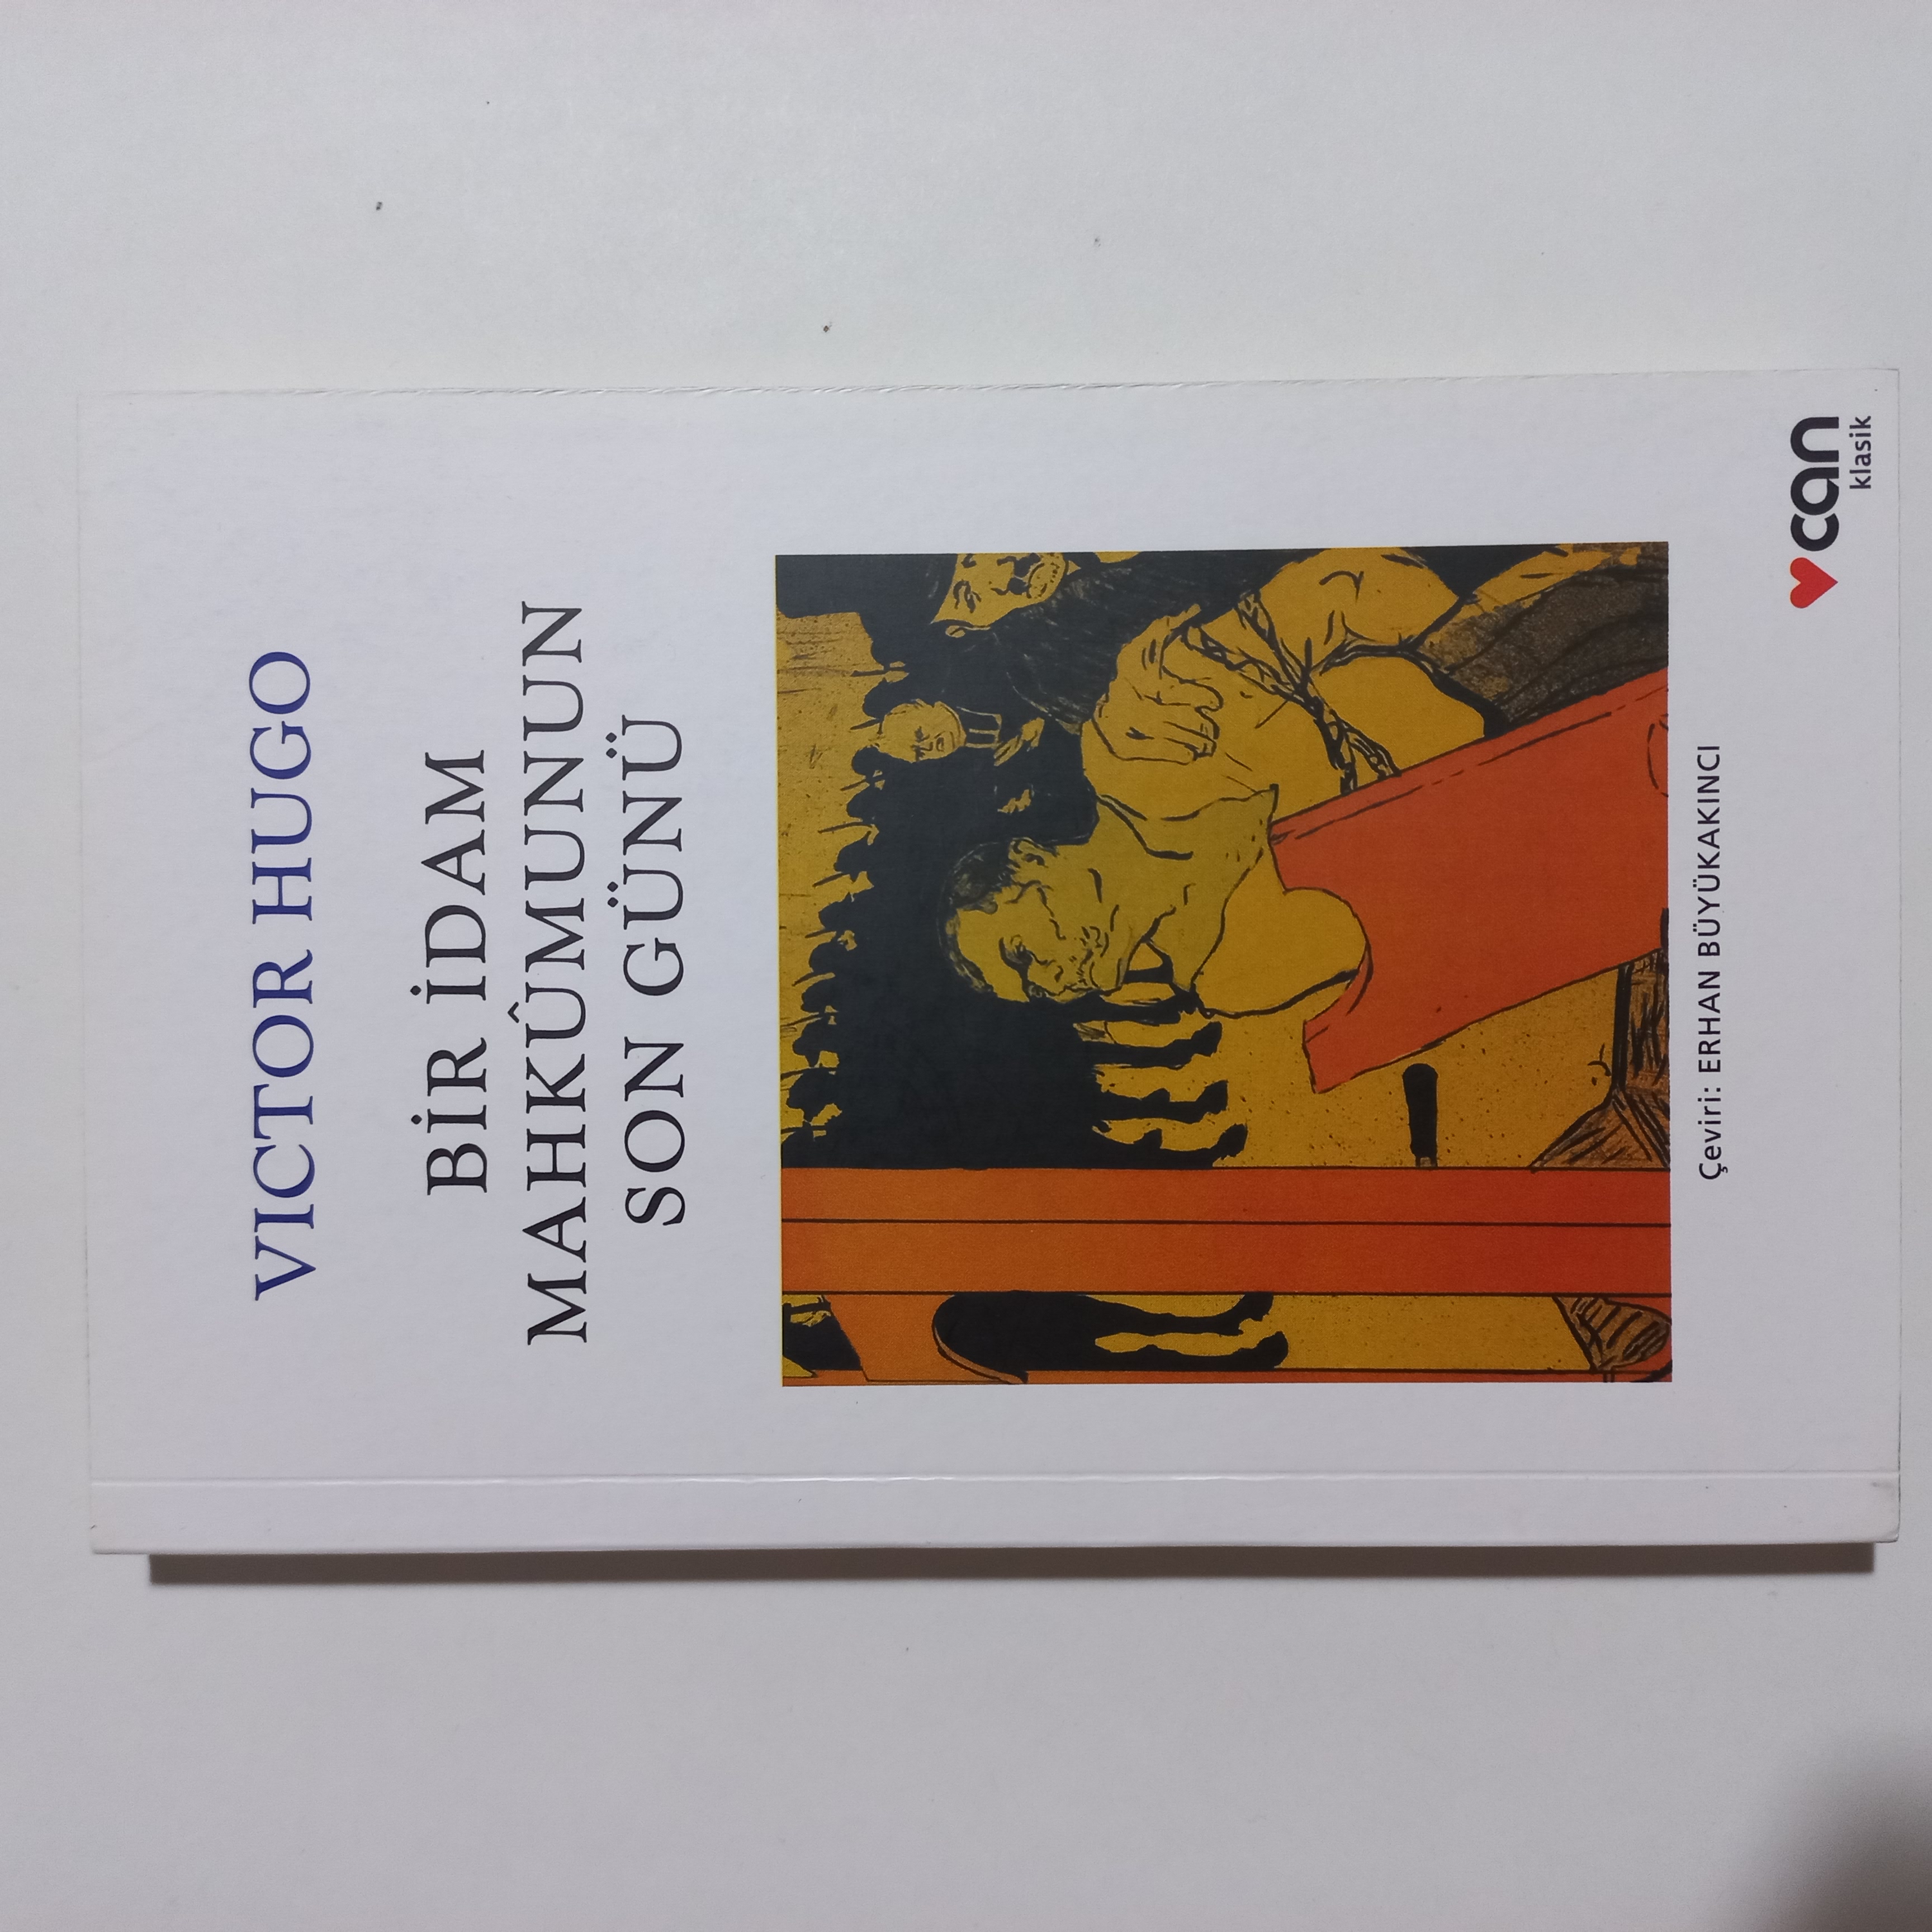 VICTOR HUGO
BİR İDAM
MAHKÛMUNUN
SON GÜNÜ
Çeviri: ERHAN BÜYÜKAKINCI
can
klasik